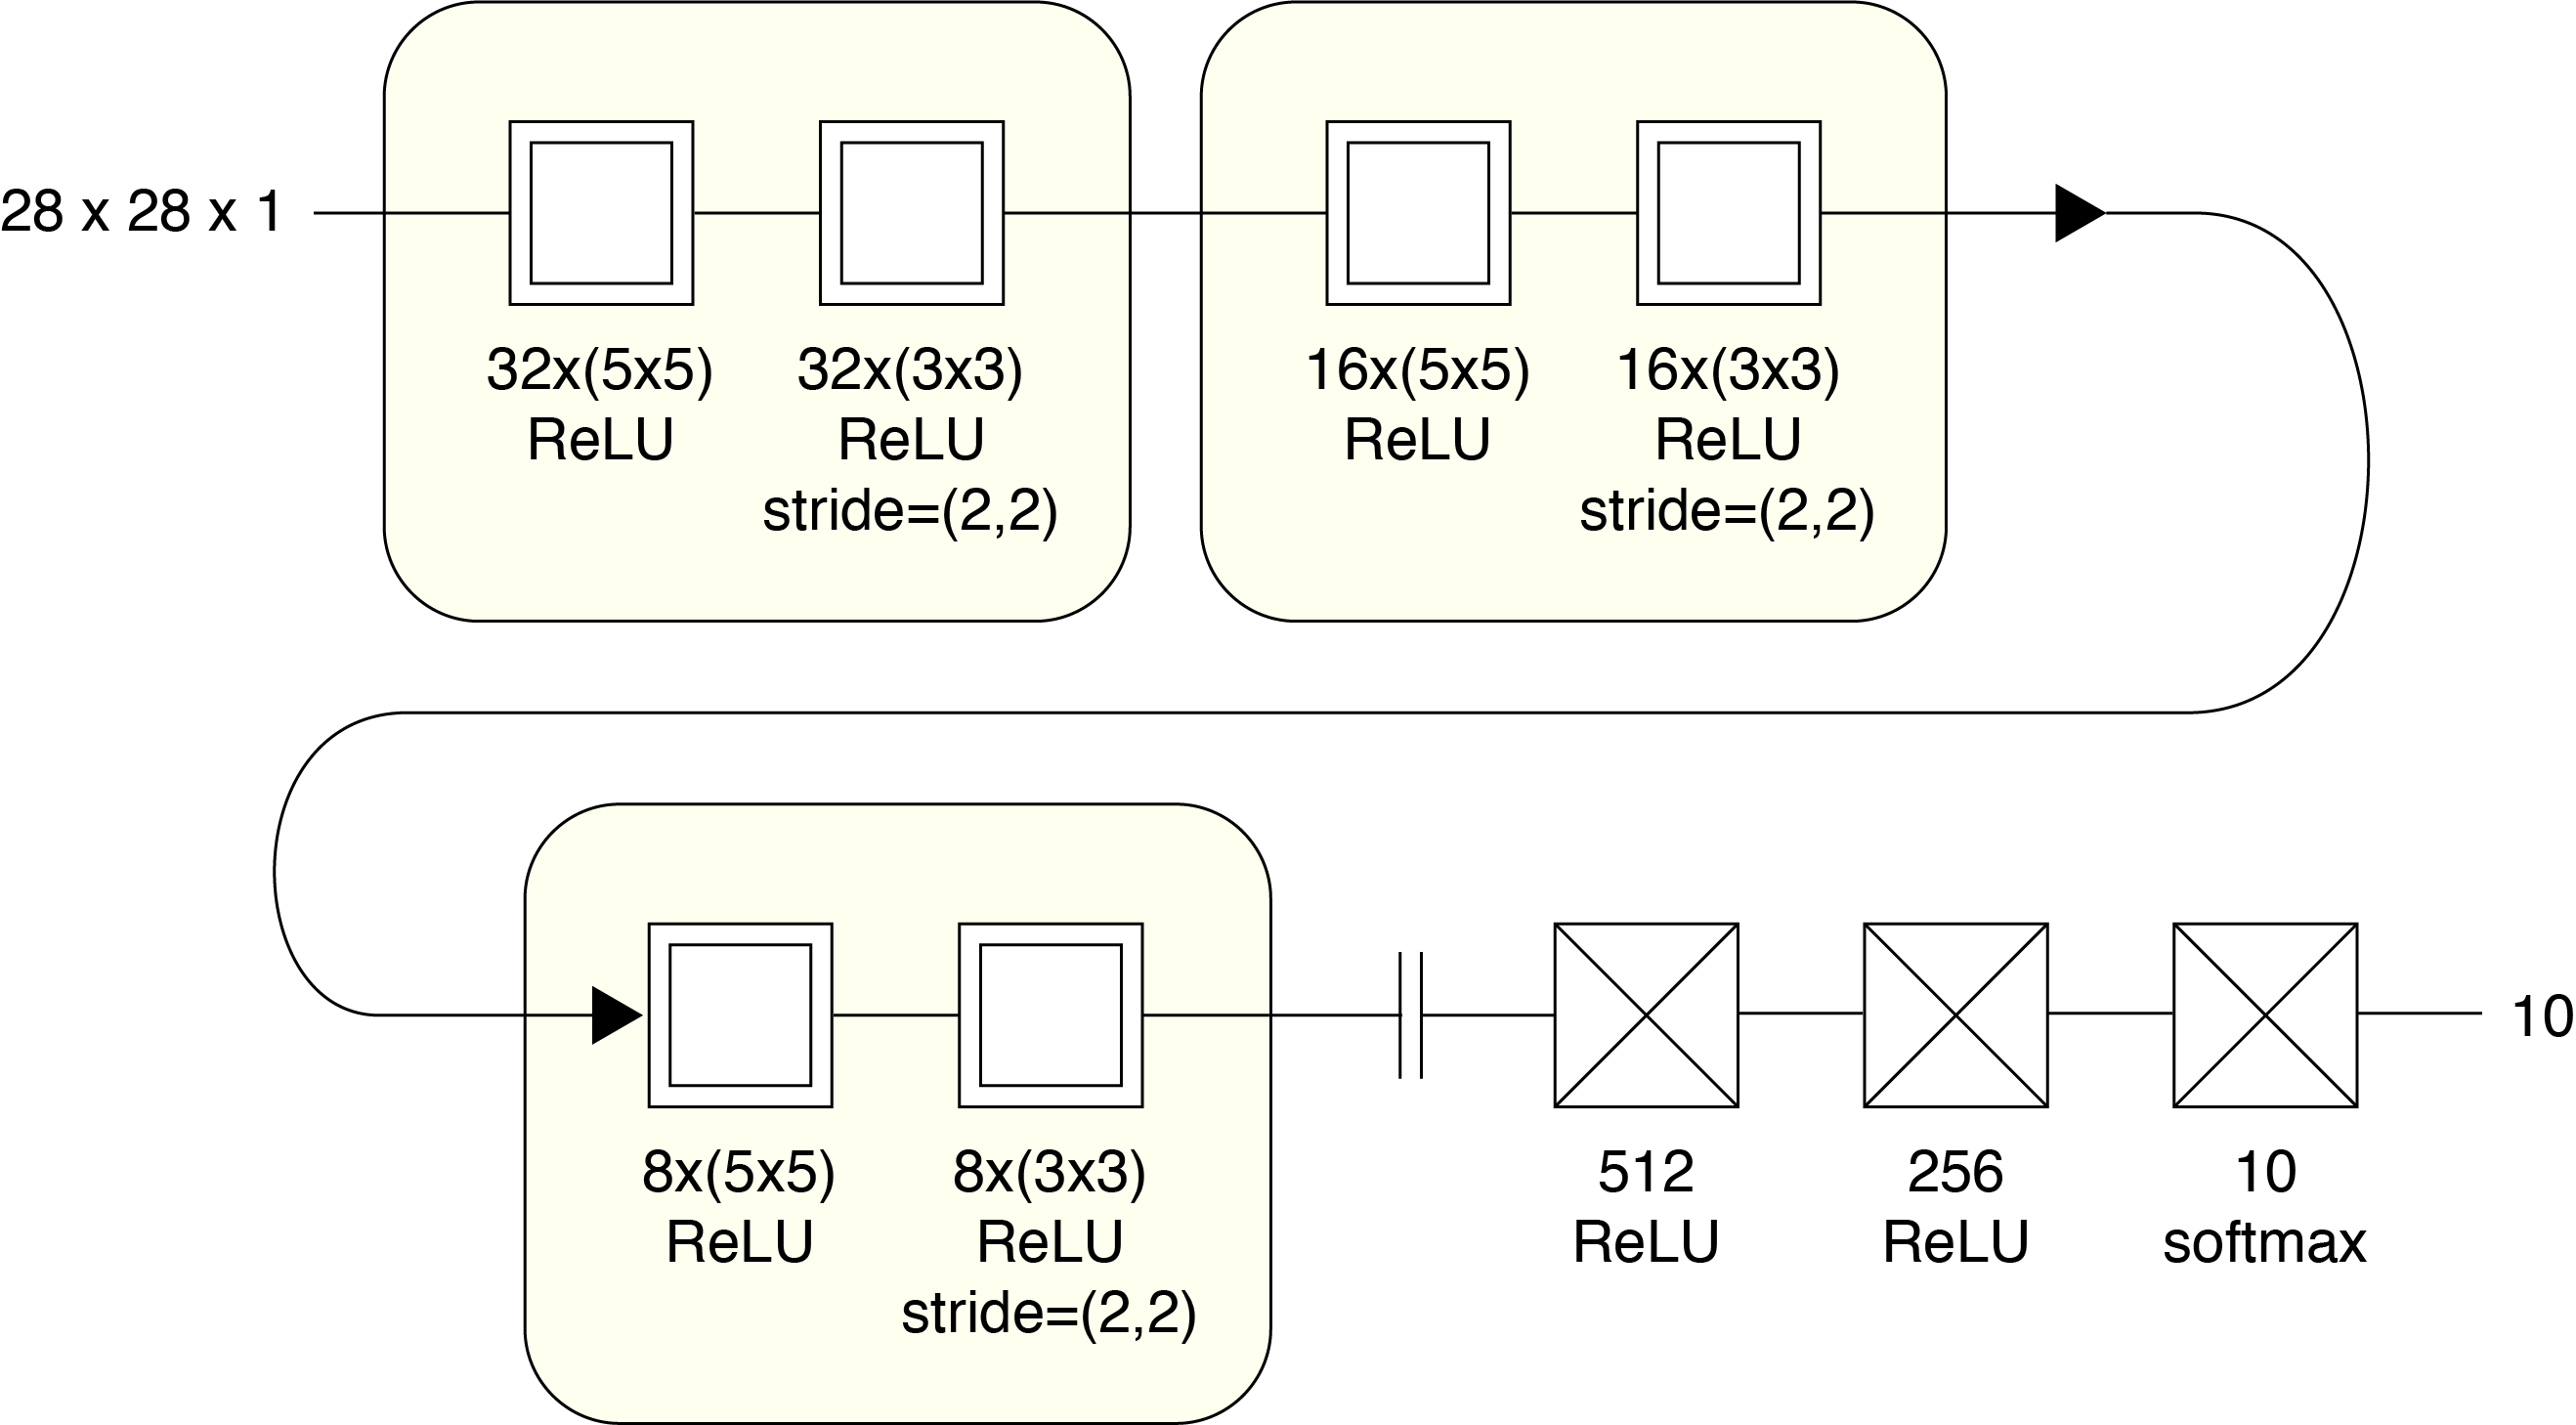 28 x 28 x 1
32x(5x5)
ReLU
32x(3x3)
ReLU
stride=(2,2)
16x(5x5)
ReLU
16x(3x3)
ReLU
stride=(2,2)
8x(5x5)
ReLU
8x(3x3)
ReLU
stride=(2,2)
512
ReLU
256
ReLU
10
softmax
10